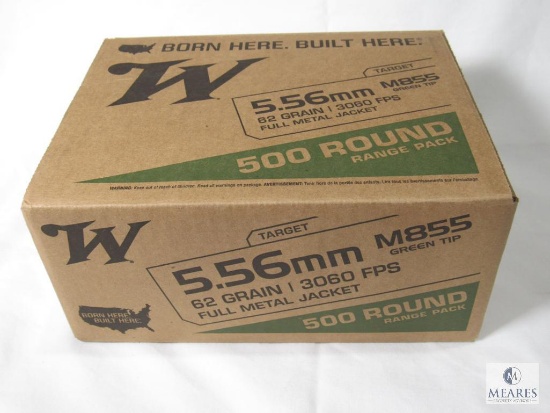 BORN HERE. BUILT HERE.
W
TARGET
5.56mm M855
GREEN TIP
62 GRAIN | 3060 FPS
FULL METAL JACKET
500 ROUND
RANGE PACK
W
TARGET
5.56mm M855
GREEN TIP
62 GRAIN | 3060 FPS
FULL METAL JACKET
BORN HERE.
BUILT HERE.
500 ROUND
RANGE PACK
M
MEARES